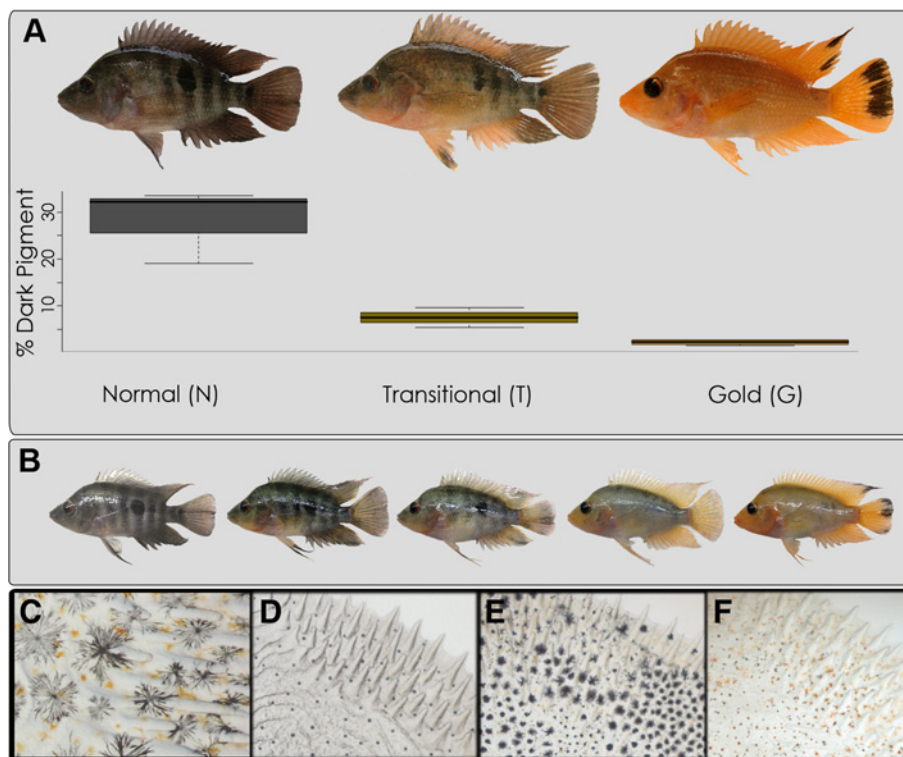 A
% Dark Pigment
30
20
10
Normal (N)
Transitional (T)
Gold (G)
B
C
D
E
F